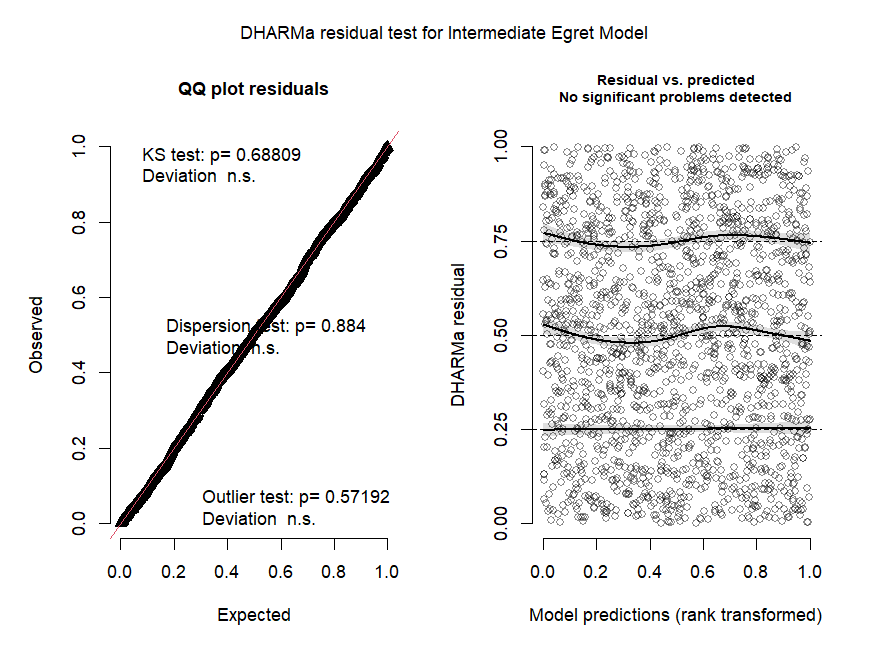 DHARMa residual test for Intermediate Egret Model
QQ plot residuals
KS test: p= 0.68809
Deviation n.s.
Dispersion test: p= 0.884
Deviation n.s.
Outlier test: p= 0.57192
Deviation n.s.
Observed
0.0 0.2 0.4 0.6 0.8 1.0
0.0 0.2 0.4 0.6 0.8 1.0
Expected
Residual vs. predicted
No significant problems detected
DHARMa residual
0.00 0.25 0.50 0.75 1.00
0.0 0.2 0.4 0.6 0.8 1.0
Model predictions (rank transformed)